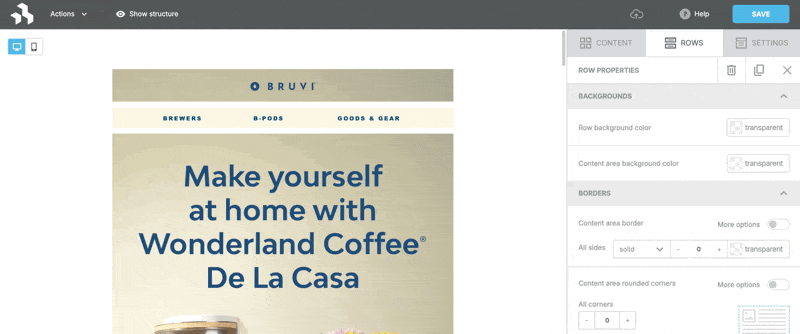 Actions
Show structure
Help
SAVE
CONTENT
ROWS
SETTINGS
ROW PROPERTIES
BACKGROUNDS
Row background color
transparent
Content area background color
transparent
BORDERS
Content area border
More options
All sides
solid
- 0 +
transparent
Content area rounded corners
More options
All corners
- 0 +
BRUVI
BREWERS B-PODS GOODS & GEAR
Make yourself
at home with
Wonderland Coffee®
De La Casa